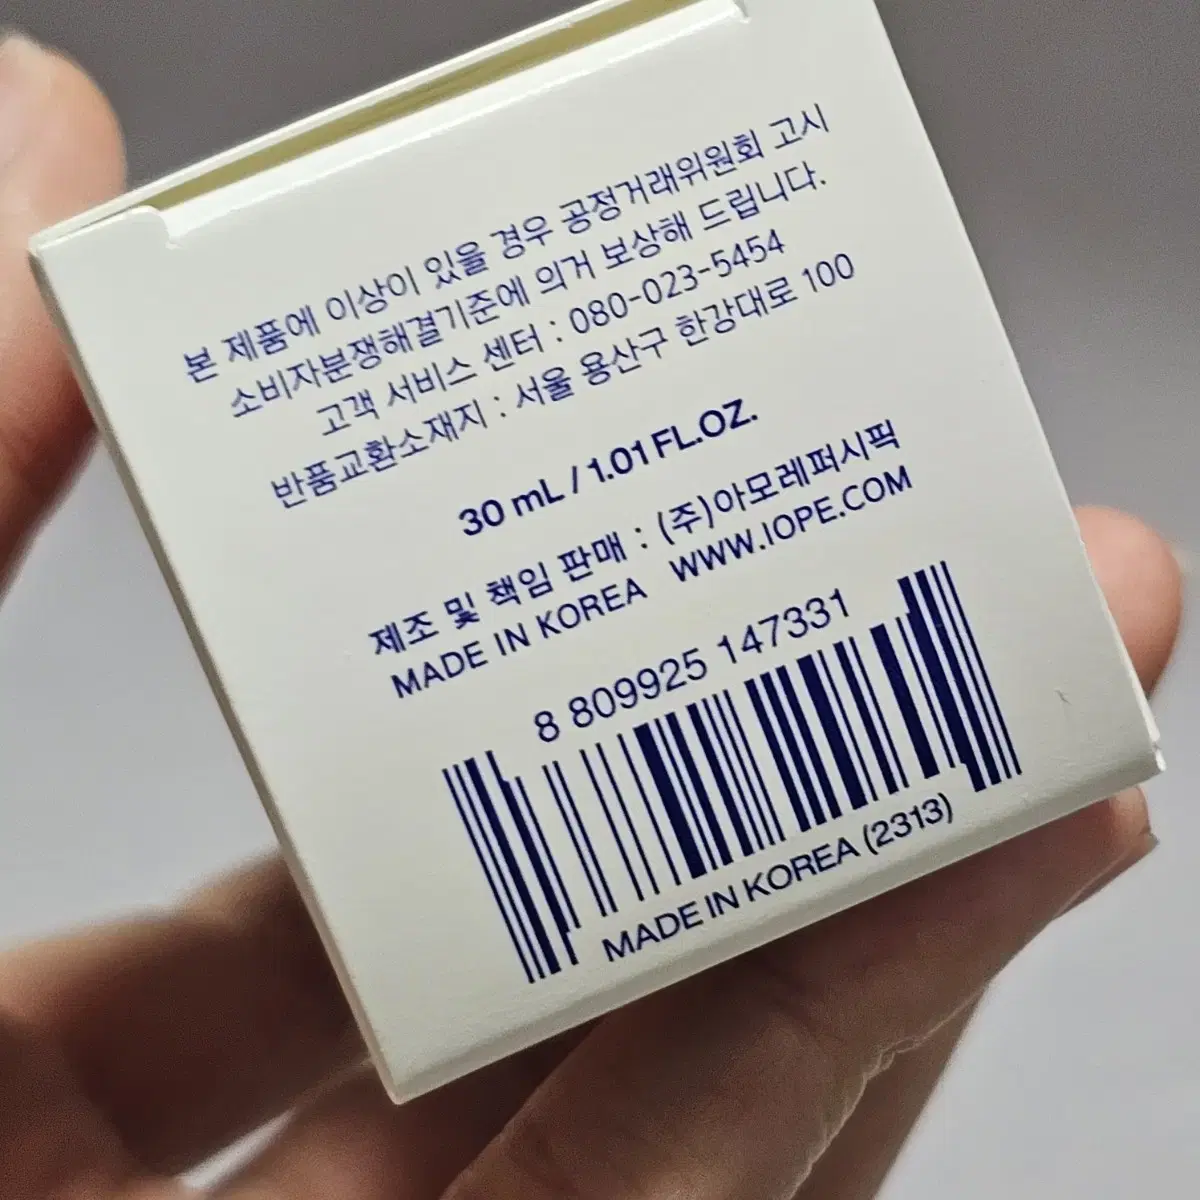 본 제품에 이상이 있을 경우 공정거래위원회 고시
소비자분쟁해결기준에 의거 보상해 드립니다.
고객 서비스 센터 : 080-023-5454
반품교환소재지 : 서울 용산구 한강대로 100
30 mL / 1.01 FL.OZ.
제조 및 책임 판매 : (주)아모레퍼시픽
MADE IN KOREA WWW.IOPE.COM
8 809925 147331
MADE IN KOREA (2313)